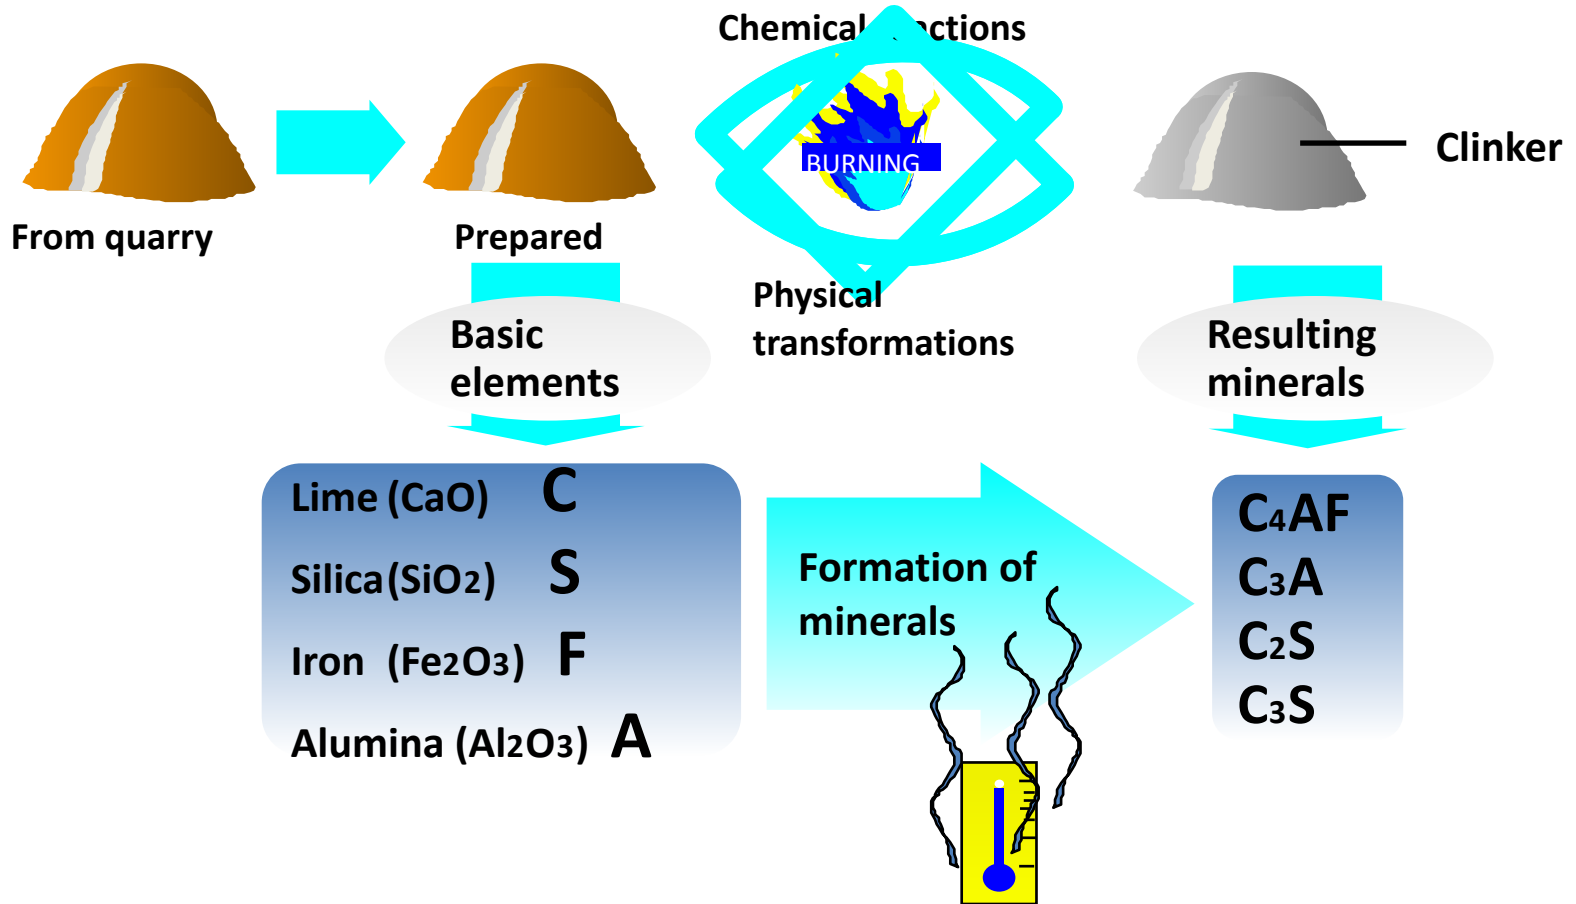 Chemical actions
BURNING
Clinker
From quarry
Prepared
Physical
transformations
Basic
elements
Resulting
minerals
Lime (CaO) C
Silica (SiO2) S
Iron (Fe2O3) F
Alumina (Al2O3) A
Formation of
minerals
C4AF
C3A
C2S
C3S